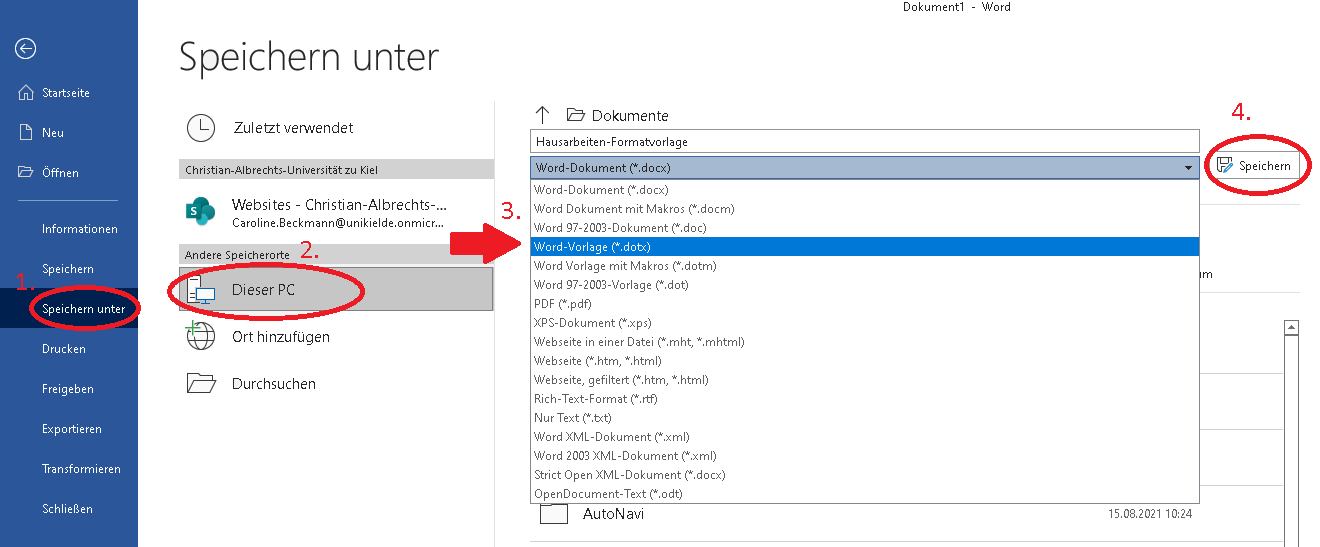 Dokument1 - Word
Speichern unter
Startseite
Neu
Öffnen
Informationen
Speichern
1.
Speichern unter
Drucken
Freigeben
Exportieren
Transformieren
Schließen
Zuletzt verwendet
Christian-Albrechts-Universität zu Kiel
Websites - Christian-Albrechts-...
Caroline.Beckmann@unikielde.onmicr...
Andere Speicherorte
2.
Dieser PC
Ort hinzufügen
Durchsuchen
Dokumente
Hausarbeiten-Formatvorlage
Word-Dokument (*.docx)
4.
Speichern
Word-Dokument (*.docx)
Word Dokument mit Makros (*.docm)
3.
Word 97-2003-Dokument (*.doc)
Word-Vorlage (*.dotx)
Word Vorlage mit Makros (*.dotm)
Word 97-2003-Vorlage (*.dot)
PDF (*.pdf)
XPS-Dokument (*.xps)
Webseite in einer Datei (*.mht, *.mhtml)
Webseite (*.htm, *.html)
Webseite, gefiltert (*.htm, *.html)
Rich-Text-Format (*.rtf)
Nur Text (*.txt)
Word XML-Dokument (*.xml)
Word 2003 XML-Dokument (*.xml)
Strict Open XML-Dokument (*.docx)
OpenDocument-Text (*.odt)
AutoNavi 15.08.2021 10:24